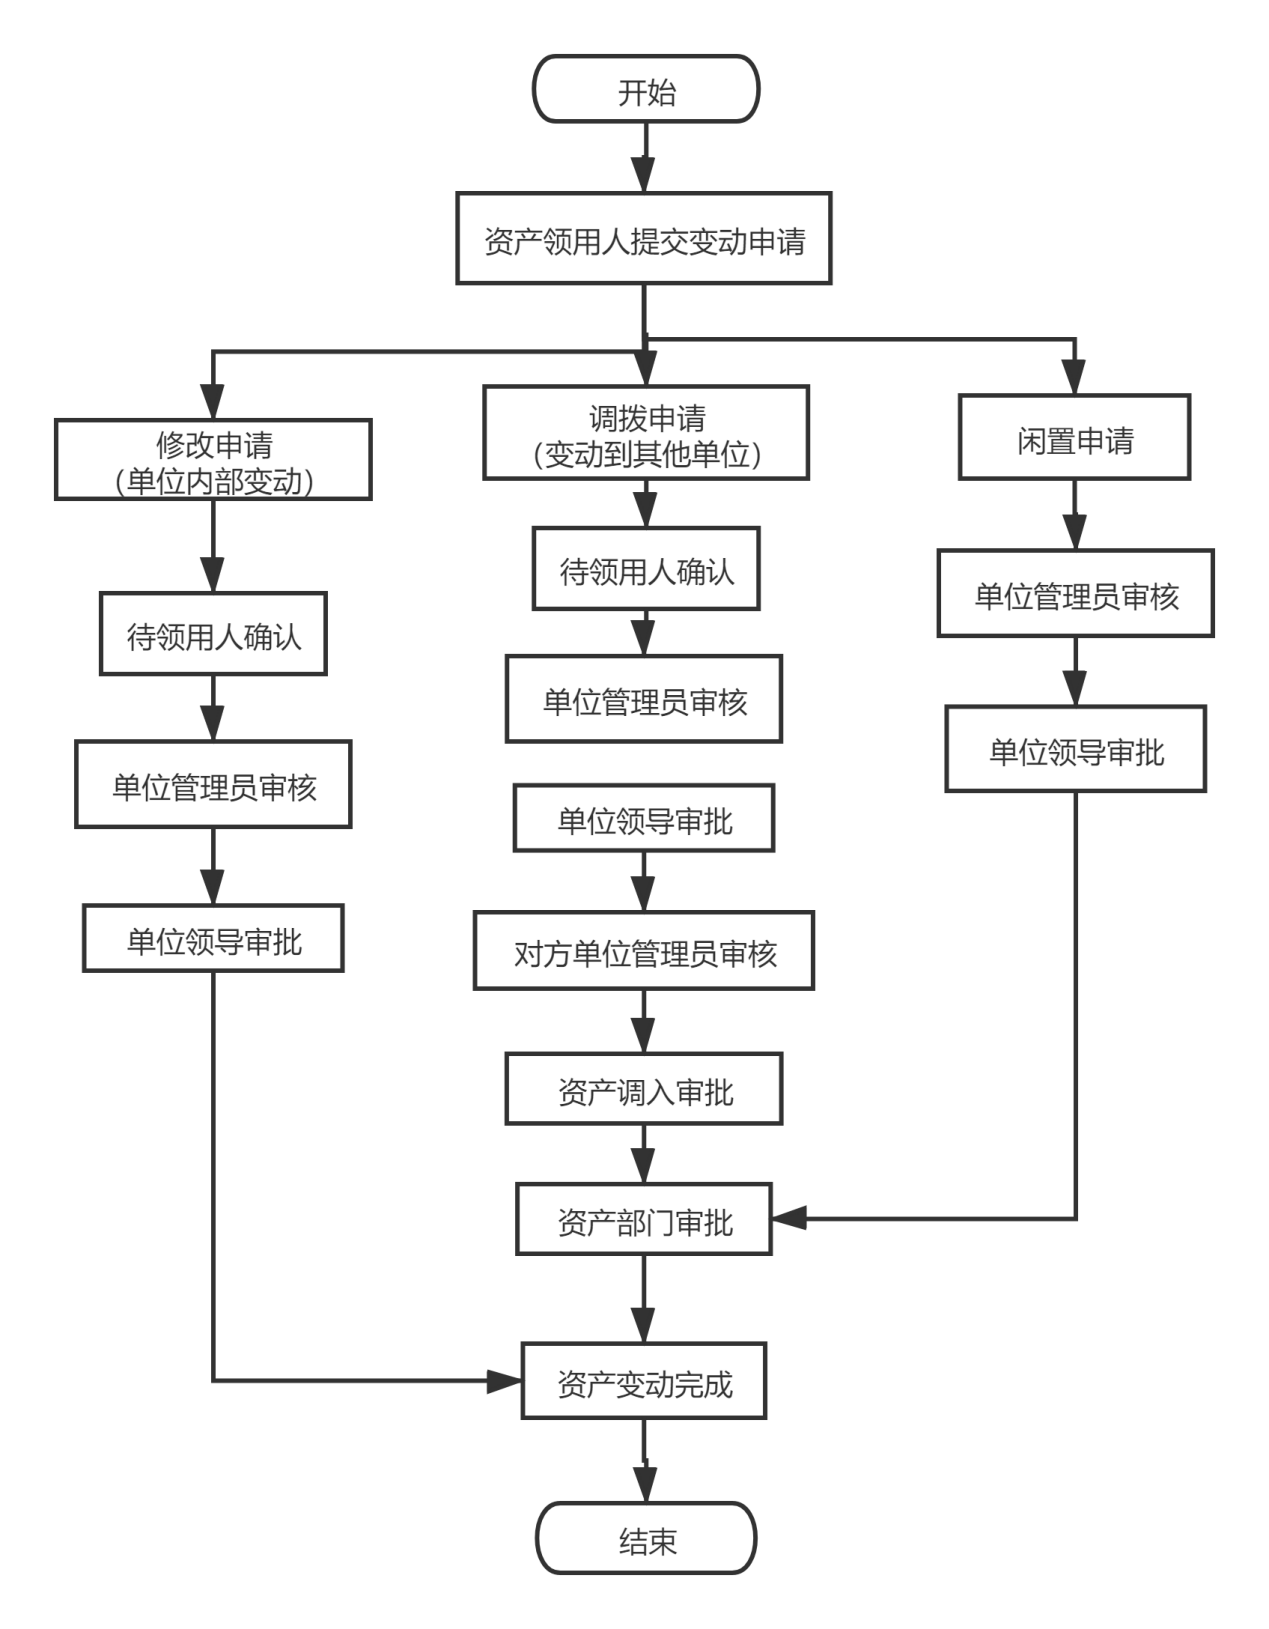 开始
资产领用人提交变动申请
修改申请
（单位内部变动）
待领用人确认
单位管理员审核
单位领导审批
调拨申请
（变动到其他单位）
待领用人确认
单位管理员审核
单位领导审批
对方单位管理员审核
资产调入审批
资产部门审批
闲置申请
单位管理员审核
单位领导审批
资产变动完成
结束